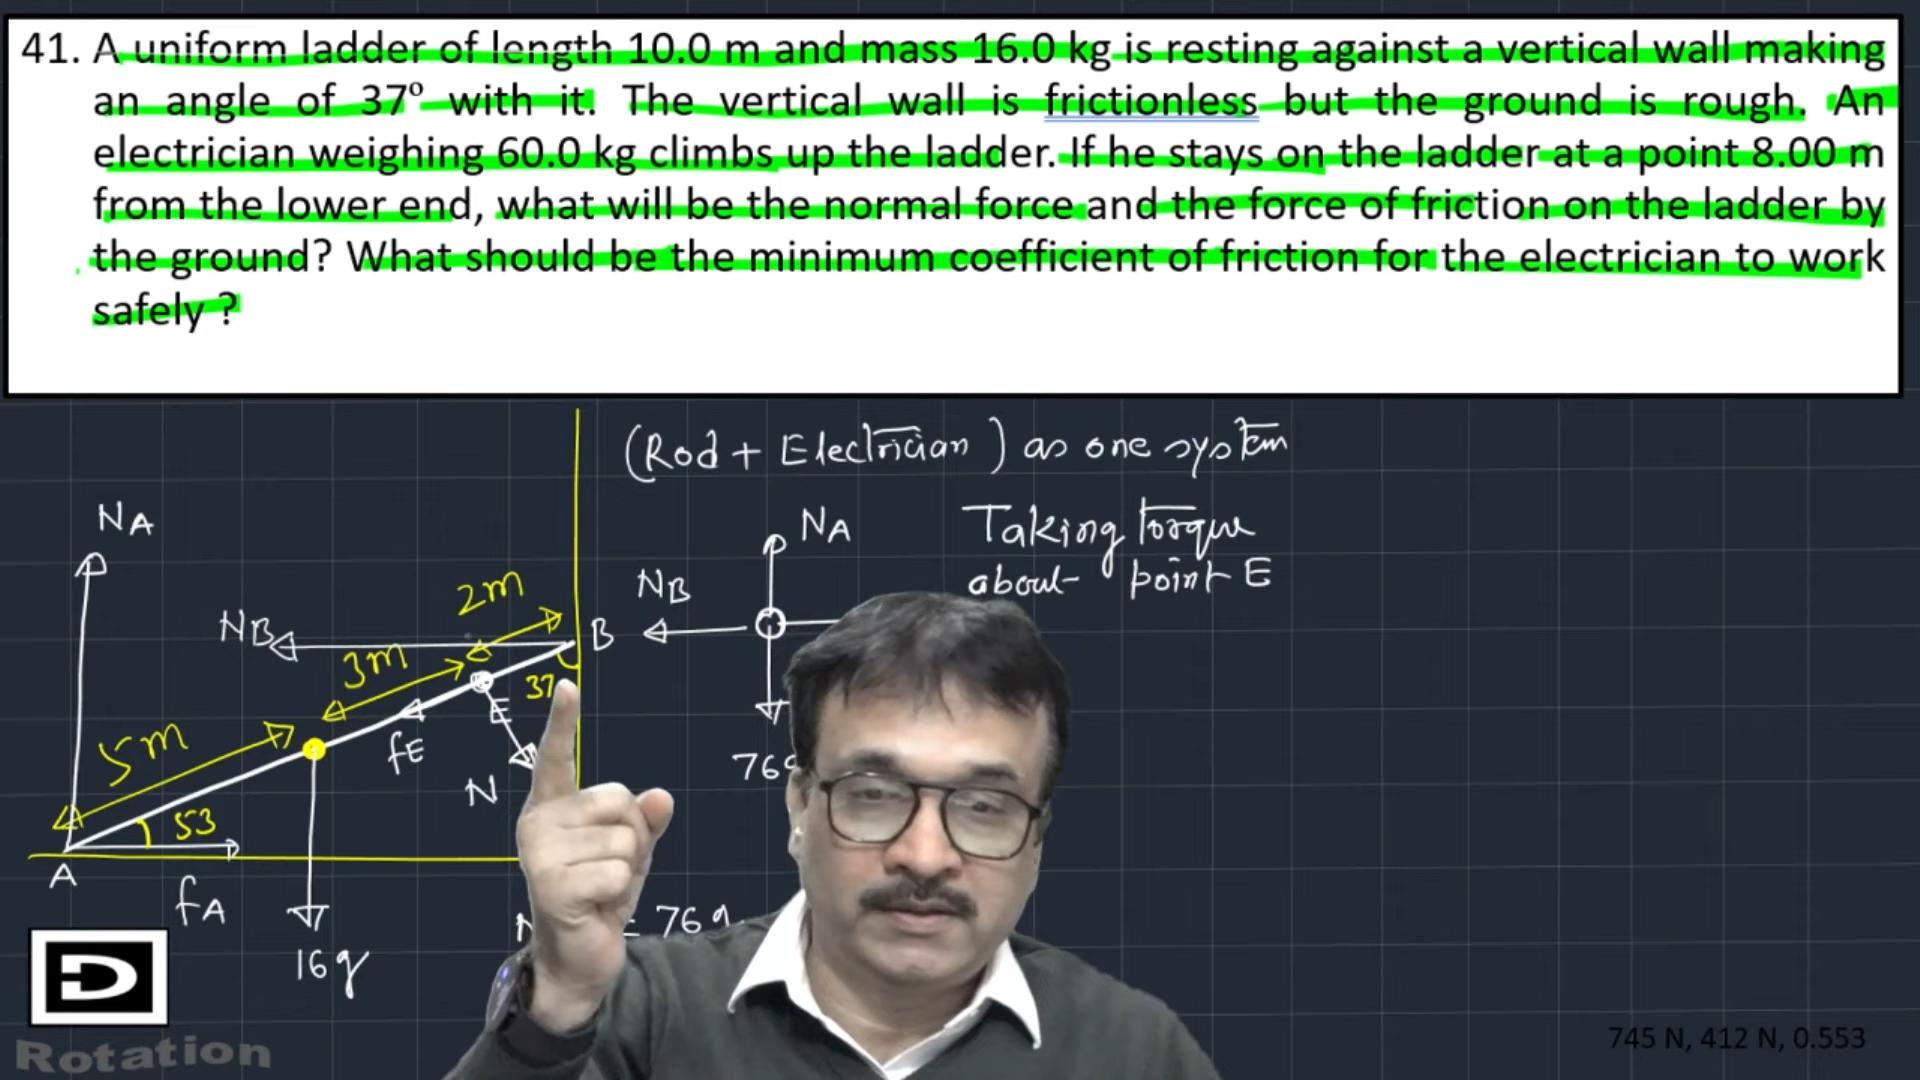 41. A uniform ladder of length 10.0 m and mass 16.0 kg is resting against a vertical wall making
an angle of 37° with it. The vertical wall is frictionless but the ground is rough. An
electrician weighing 60.0 kg climbs up the ladder. If he stays on the ladder at a point 8.00 m
from the lower end, what will be the normal force and the force of friction on the ladder by
the ground? What should be the minimum coefficient of friction for the electrician to work
safely ?
(Rod + Electrician) as one system
NA
NA
Taking torque
about point E
2m
NB
NB
B
3m
37
E
5m
fE
N
76
53
A
fA
= 76g
16g
D
Rotation
745 N, 412 N, 0.553